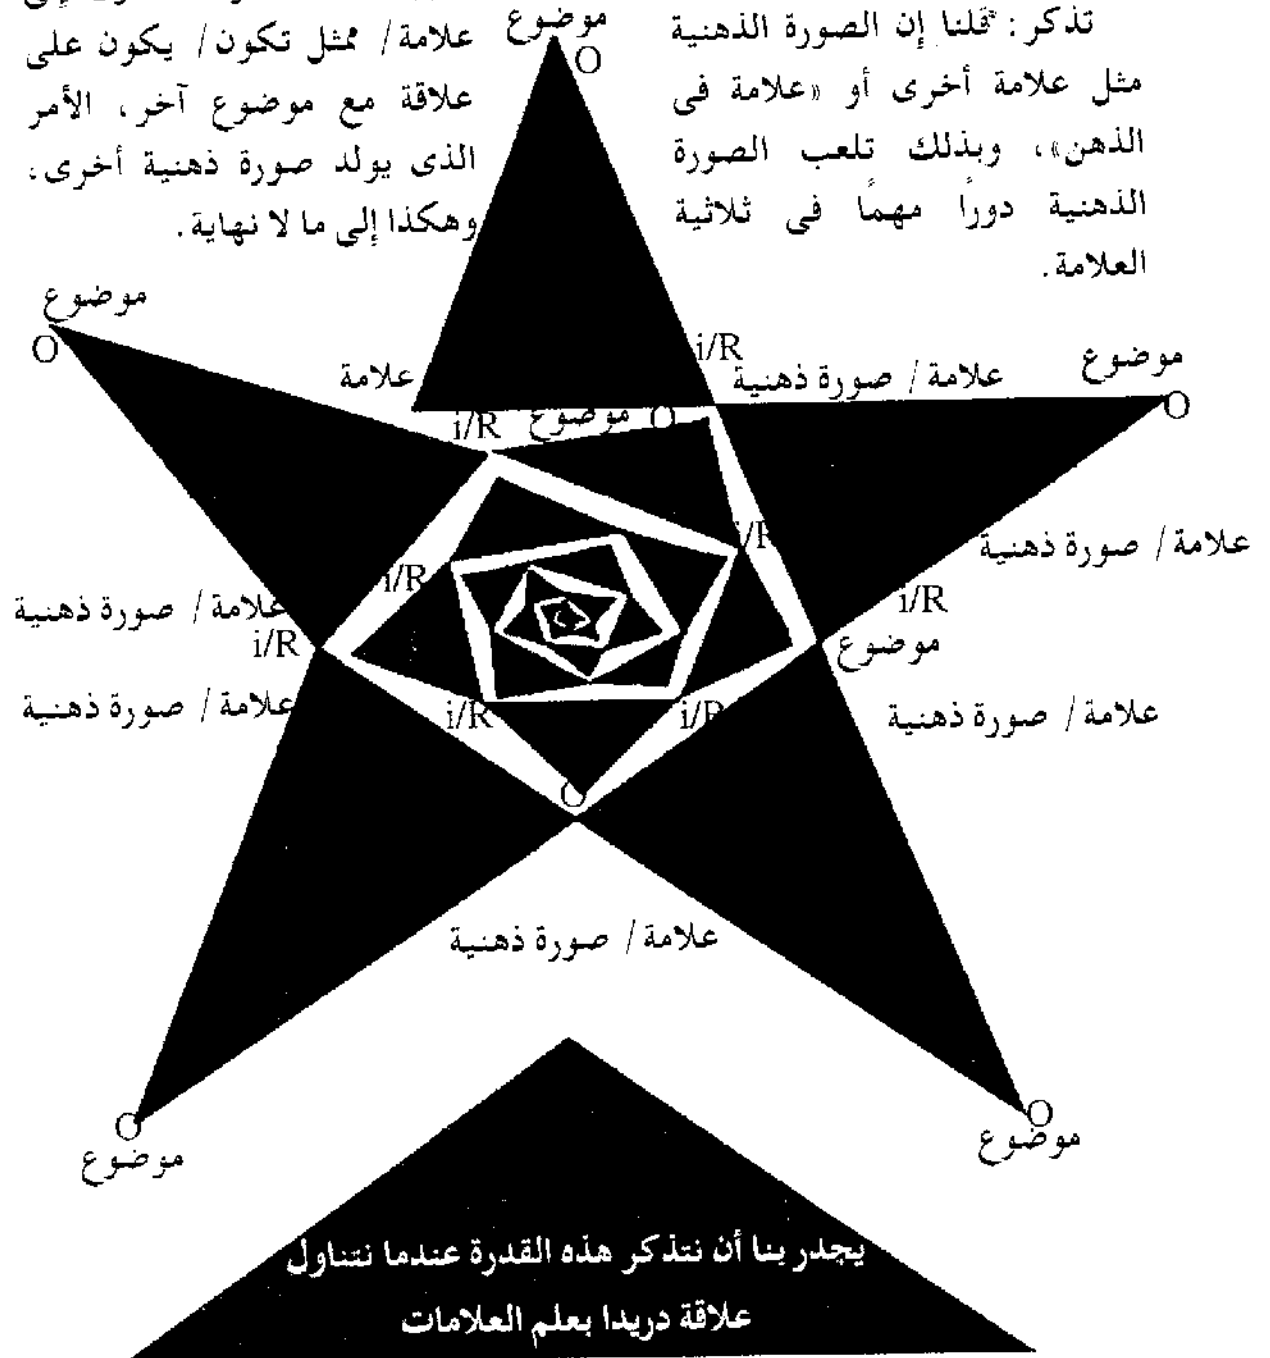 تذكر: قلنا إن الصورة الذهنية
مثل علامة أخرى أو «علامة فى
الذهن»، وبذلك تلعب الصورة
الذهنية دورًا مهمًا فى ثلاثية
العلامة.
علامة/ ممثل تكون/ يكون على
علاقة مع موضوع آخر، الأمر
الذى يولد صورة ذهنية أخرى،
وهكذا إلى ما لا نهاية.
موضوع
O
موضوع
O
i/R
علامة / صورة ذهنية
موضوع
O
علامة
i/R
موضوع
O
i/R
علامة / صورة ذهنية
i/R
موضوع
i/R
علامة / صورة ذهنية
i/R
علامة / صورة ذهنية
علامة / صورة ذهنية
i/R
i/R
O
علامة / صورة ذهنية
O
موضوع
O
موضوع
يجدر بنا أن نتذكر هذه القدرة عندما نتناول
علاقة دريدا بعلم العلامات